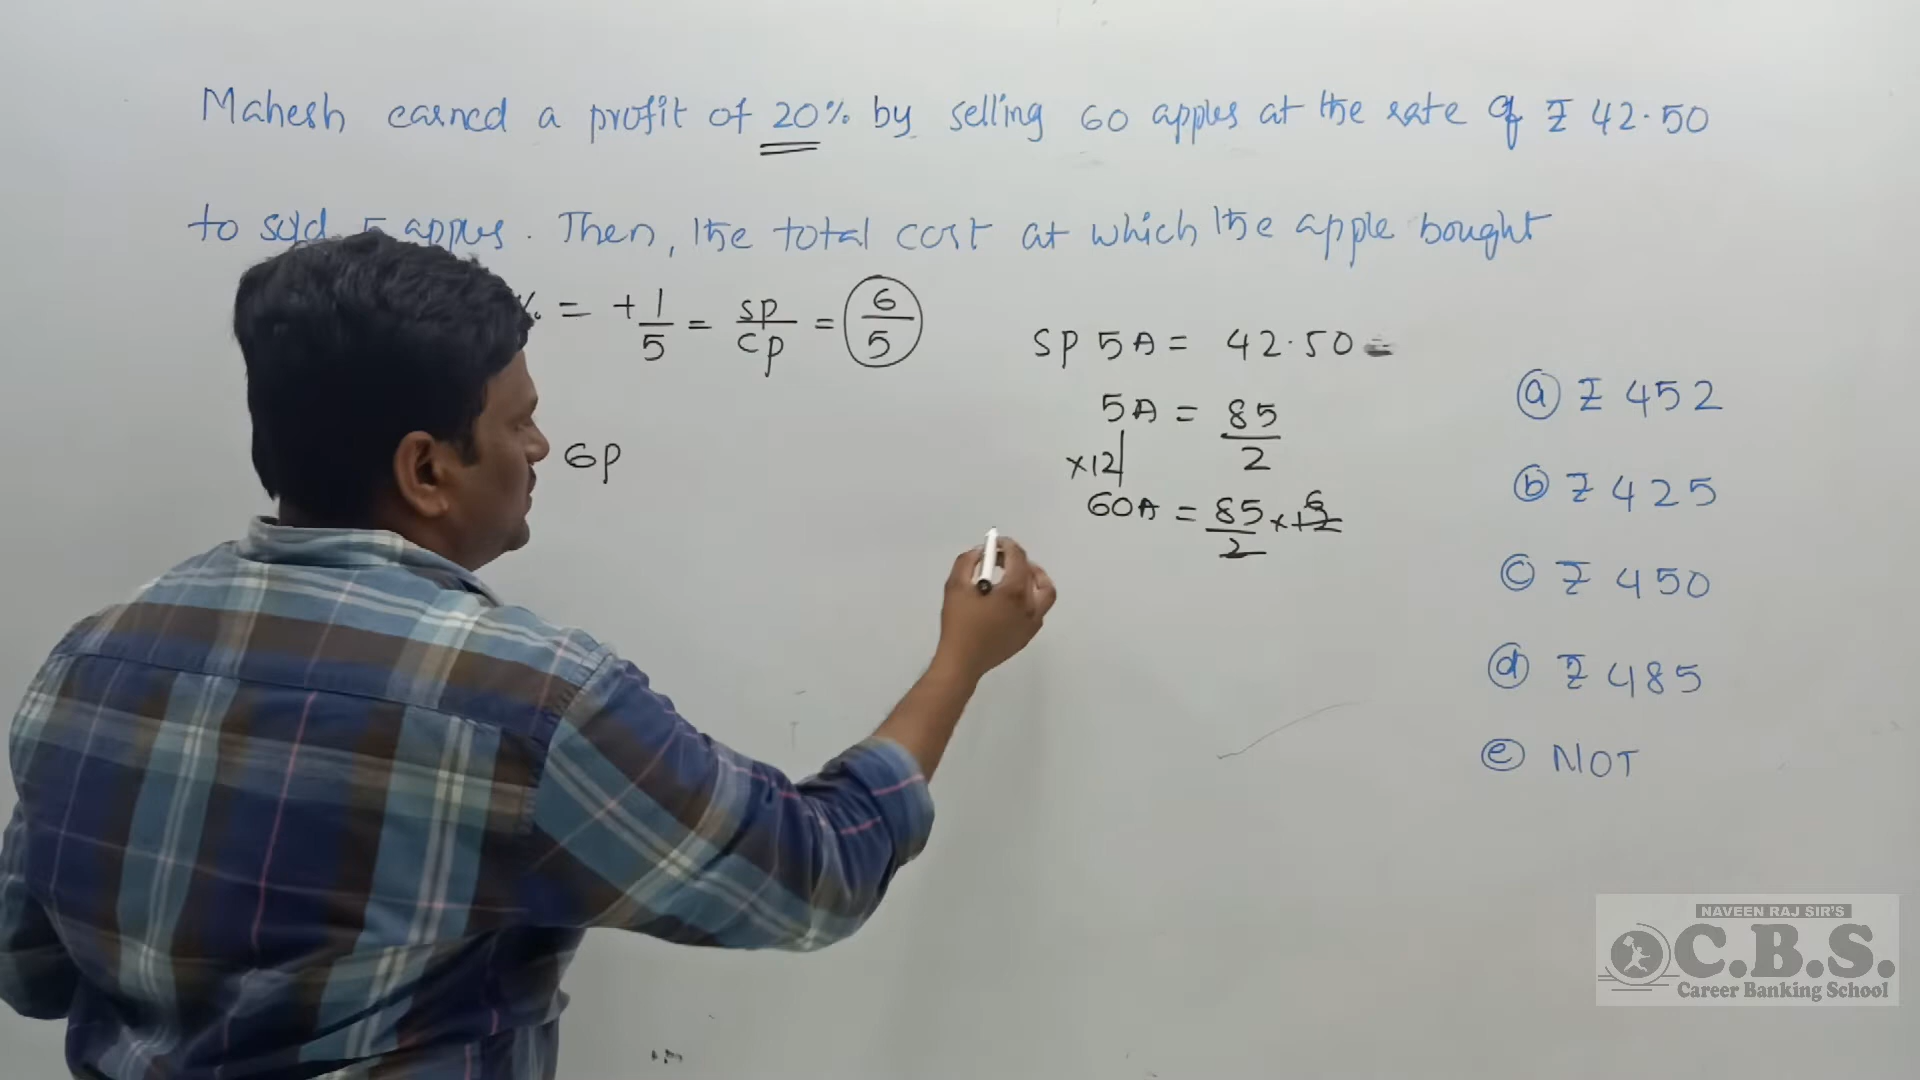 Mahesh earned a profit of 20% by selling 60 apples at the rate of ₹ 42.50
to sold 5 apples. Then, the total cost at which the apple bought
% = +1/5 = SP/CP = 6/5
6P
SP 5A = 42.50
5A = 85/2
×12
60A = 85/2 × 12 6
ⓐ ₹ 452
ⓑ ₹ 425
ⓒ ₹ 450
ⓓ ₹ 485
ⓔ NOT
NAVEEN RAJ SIR'S
C.B.S.
Career Banking School